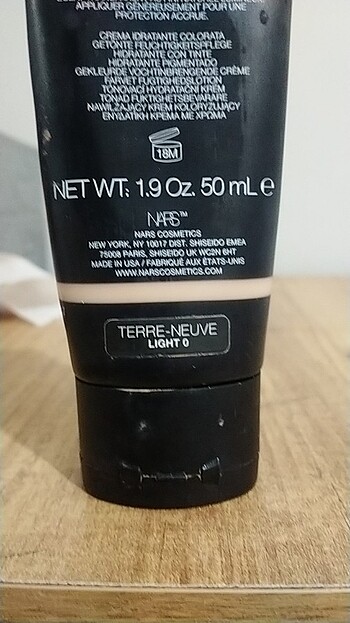 APPLIQUER GÉNÉREUSEMENT POUR UNE
PROTECTION ACCRUE.
CREMA IDRATANTE COLORATA
GETÖNTE FEUCHTIGKEITSPFLEGE
HIDRATANTE CON TINTE
HIDRATANTE PIGMENTADO
GEKLEURDE VOCHTINBRENGENDE CRÈME
FARVET FUGTIGHEDSLOTION
TÓNOVACÍ HYDRATAČNÍ KRÉM
TONAD FUKTIGHETSBEVARARE
NAWILŻAJĄCY KREM KOLORYZUJĄCY
ΕΝΥΔΑΤΙΚΗ ΚΡΕΜΑ ΜΕ ΧΡΩΜΑ
18M
NET WT. 1.9 Oz. 50 mL e
NARS™
NARS COSMETICS
NEW YORK, NY 10017 DIST. SHISEIDO EMEA
75008 PARIS, SHISEIDO UK WC2N 6HT
MADE IN USA / FABRIQUÉ AUX ÉTATS-UNIS
WWW.NARSCOSMETICS.COM
TERRE-NEUVE
LIGHT 0